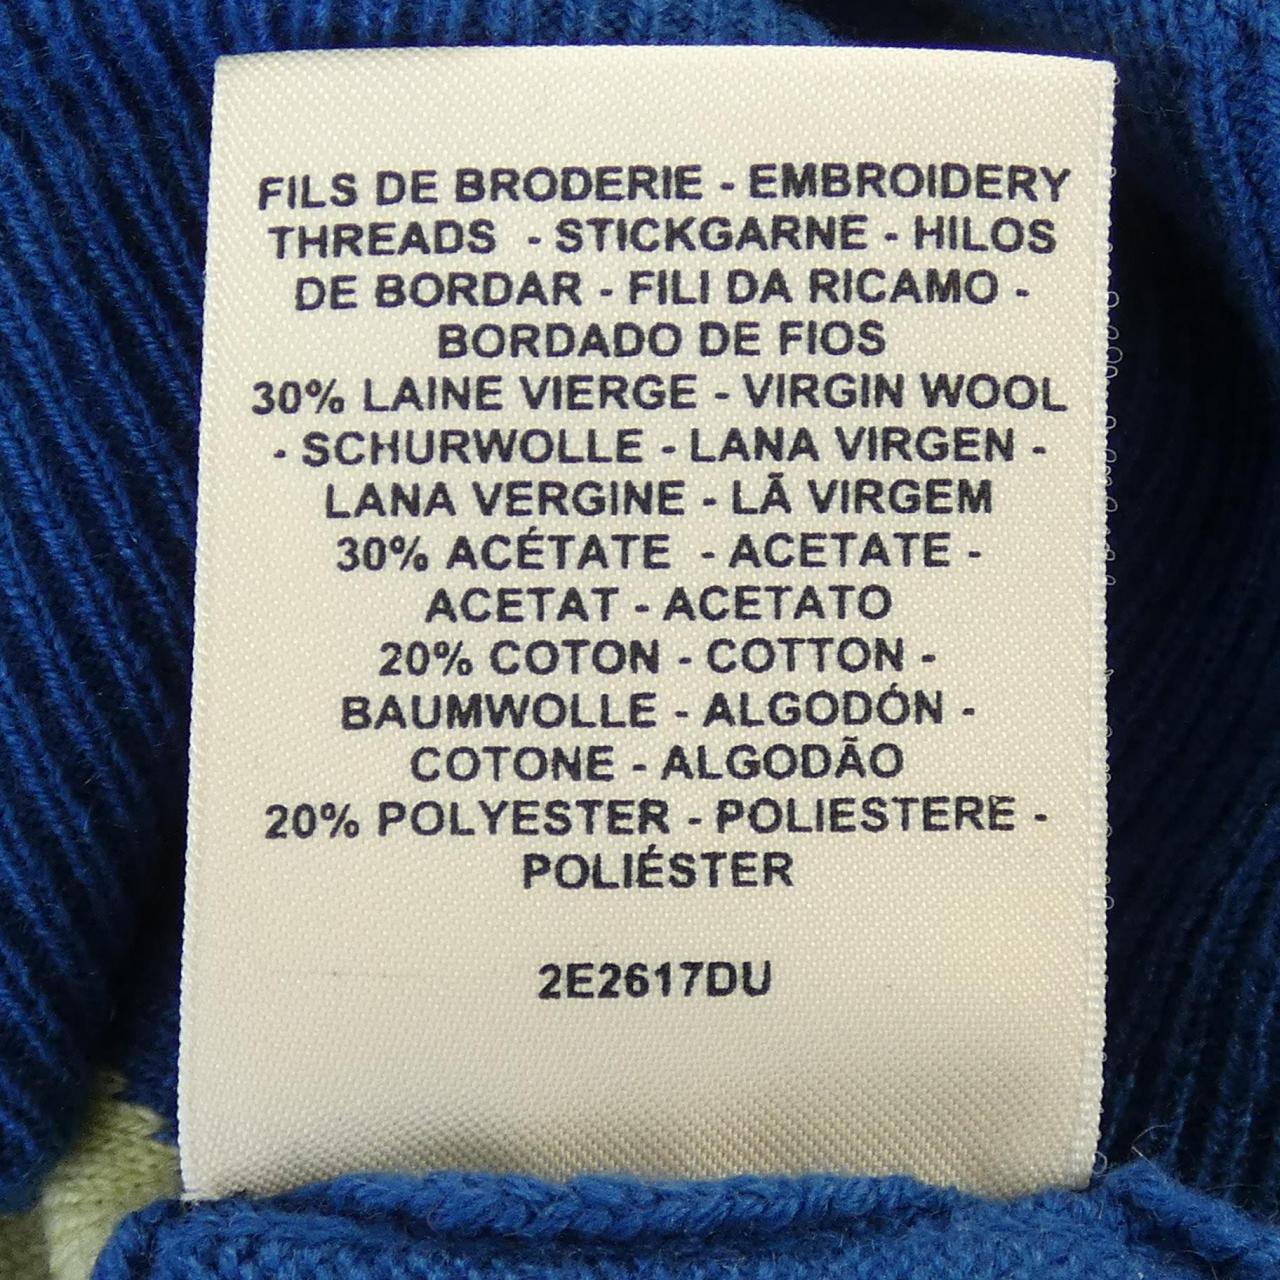 FILS DE BRODERIE - EMBROIDERY
THREADS - STICKGARNE - HILOS
DE BORDAR - FILI DA RICAMO -
BORDADO DE FIOS
30% LAINE VIERGE - VIRGIN WOOL
- SCHURWOLLE - LANA VIRGEN -
LANA VERGINE - LÃ VIRGEM
30% ACÉTATE - ACETATE -
ACETAT - ACETATO
20% COTON - COTTON -
BAUMWOLLE - ALGODÓN -
COTONE - ALGODÃO
20% POLYESTER - POLIESTERE -
POLIÉSTER
2E2617DU